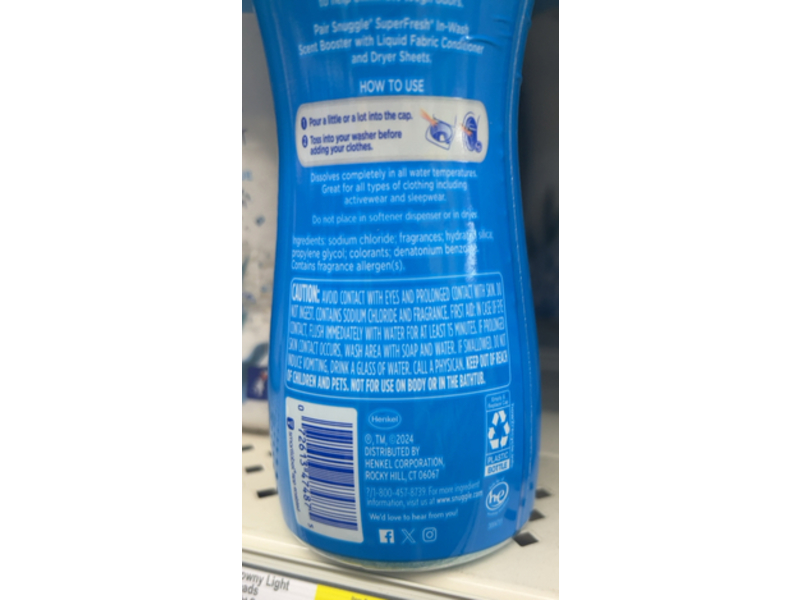 Pair Snuggle® SuperFresh® In-Wash
Scent Booster with Liquid Fabric Conditioner
and Dryer Sheets.
HOW TO USE
1 Pour a little or a lot into the cap.
2 Toss into your washer before
adding your clothes.
Dissolves completely in all water temperatures.
Great for all types of clothing including
activewear and sleepwear.
Do not place in softener dispenser or in dryer
Ingredients: sodium chloride; fragrances; hydrated silica;
propylene glycol; colorants; denatonium benzoate.
Contains fragrance allergen(s).
CAUTION: AVOID CONTACT WITH EYES AND PROLONGED CONTACT WITH SKIN. DO
NOT INGEST. CONTAINS SODIUM CHLORIDE AND FRAGRANCE. FIRST AID: IN CASE OF EYE
CONTACT, FLUSH IMMEDIATELY WITH WATER FOR AT LEAST 15 MINUTES. IF PROLONGED
SKIN CONTACT OCCURS, WASH AREA WITH SOAP AND WATER. IF SWALLOWED, DO NOT
INDUCE VOMITING, DRINK A GLASS OF WATER. CALL A PHYSICIAN. KEEP OUT OF REACH
OF CHILDREN AND PETS. NOT FOR USE ON BODY OR IN THE BATHTUB.
Henkel
®, TM, ©2024
DISTRIBUTED BY
HENKEL CORPORATION,
ROCKY HILL, CT 06067
1-800-457-8739. For more ingredient
information, visit us at www.snuggle.com
We'd love to hear from you!
PLASTIC
BOTTLE
he
Light